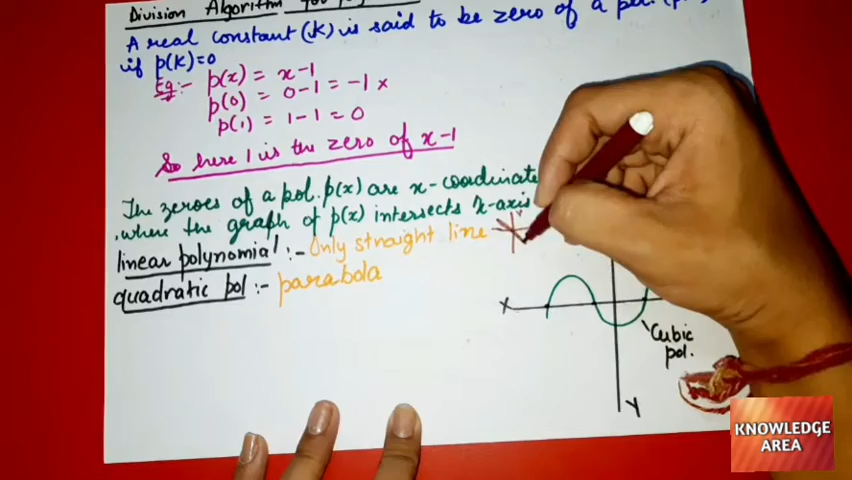 Division Algorithm for
A real constant (K) is said to be zero of a pol.
if p(K)=0
Eg:- p(x) = x-1
p(0) = 0-1 = -1 ×
p(1) = 1-1 = 0
So here 1 is the zero of x-1
The zeroes of a pol. p(x) are x-coordinate
where the graph of p(x) intersects x-axis
linear polynomial :- Only straight line
quadratic pol :- parabola
X
Cubic
pol.
Y
KNOWLEDGE
AREA